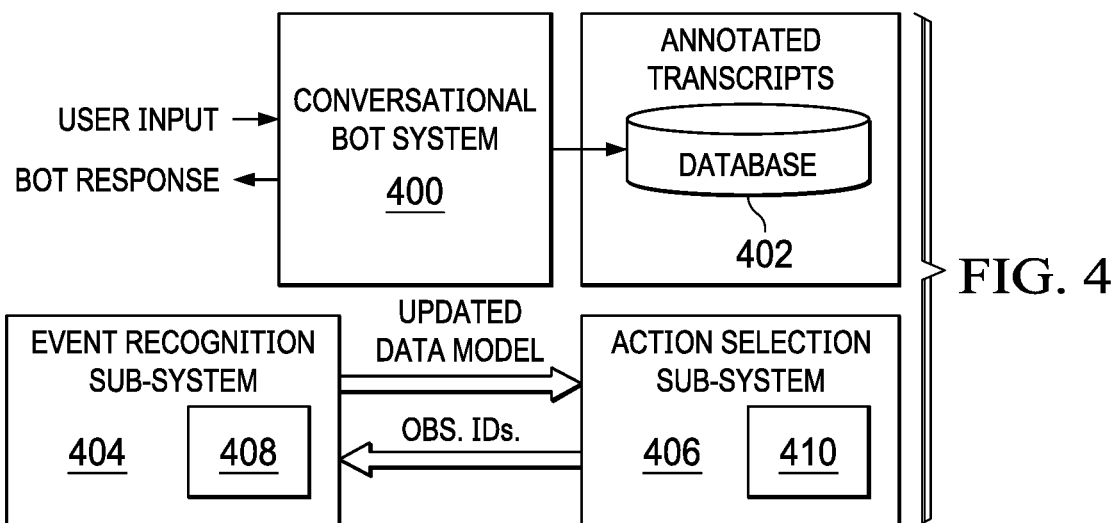 USER INPUT
BOT RESPONSE
CONVERSATIONAL
BOT SYSTEM
400
ANNOTATED
TRANSCRIPTS
DATABASE
402
FIG. 4
EVENT RECOGNITION
SUB-SYSTEM
404
408
UPDATED
DATA MODEL
OBS. IDs.
ACTION SELECTION
SUB-SYSTEM
406
410